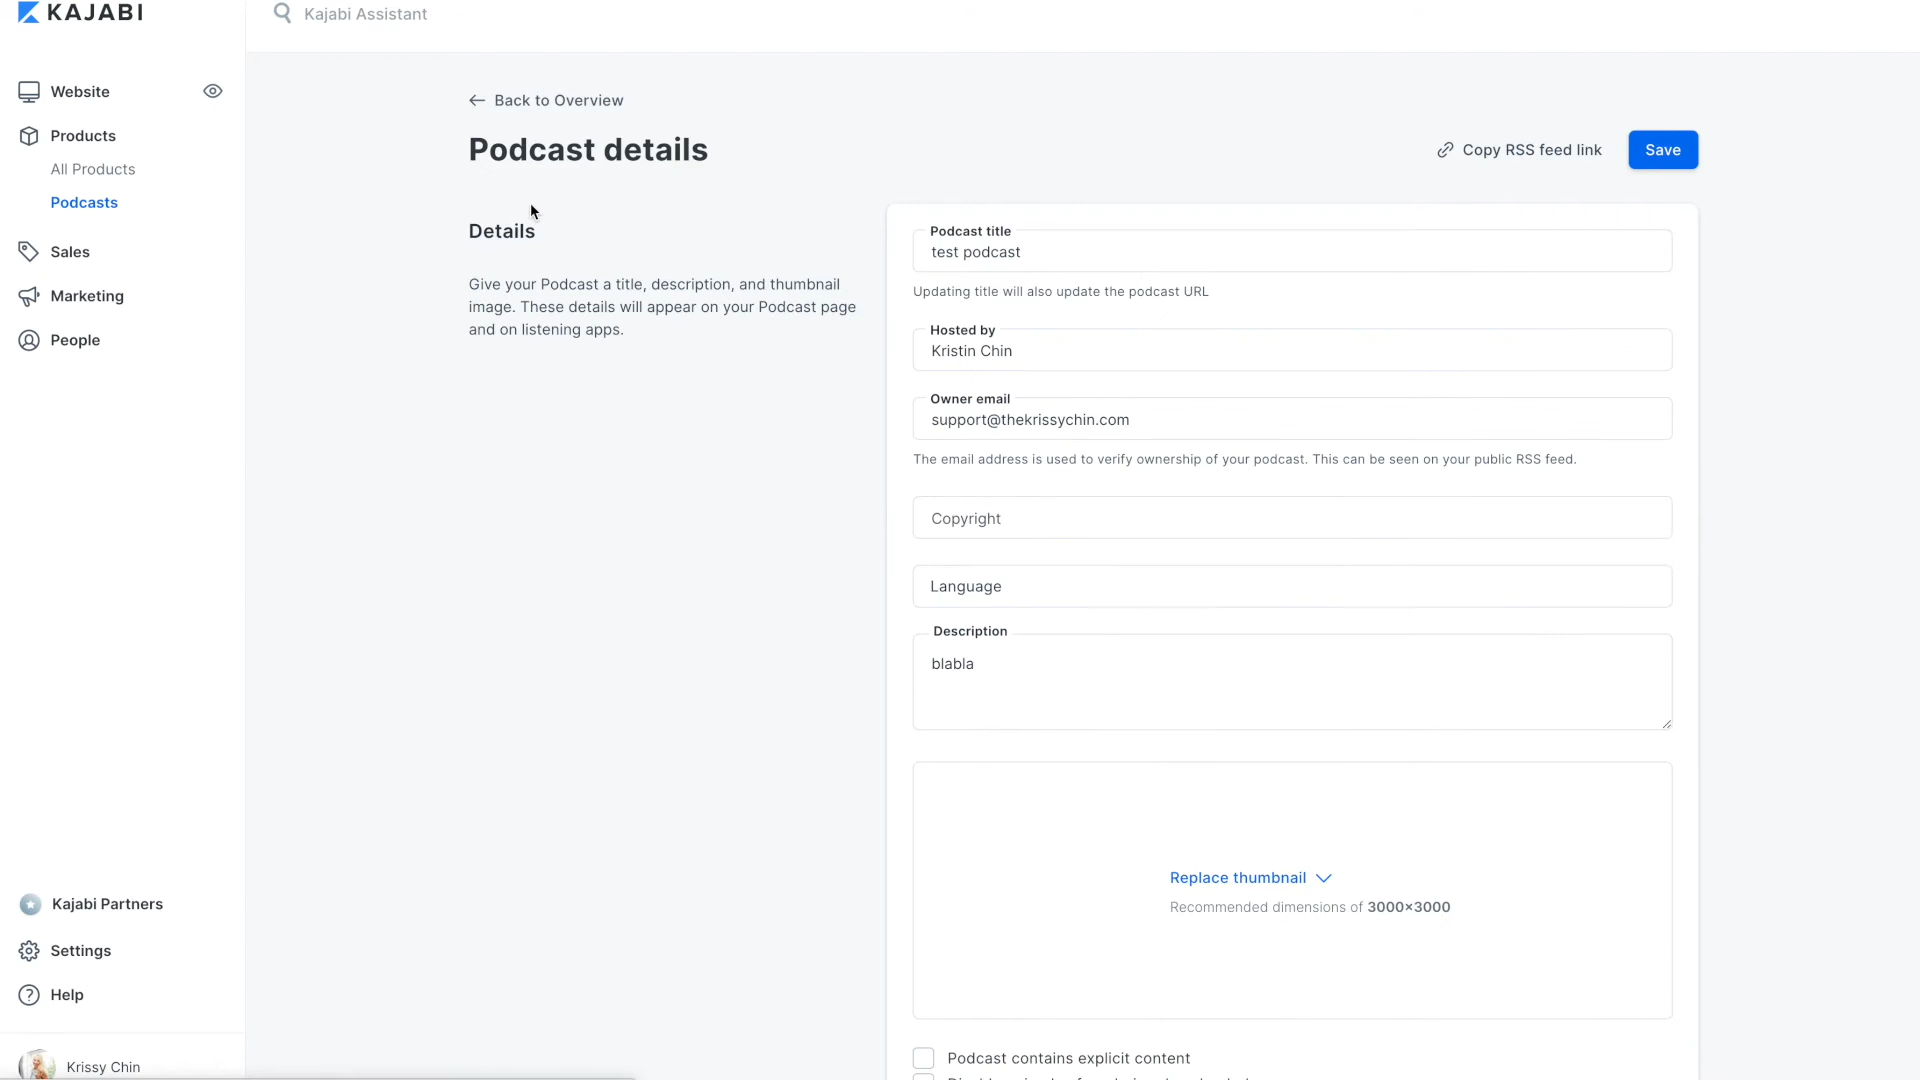 KAJABI
Kajabi Assistant
Website
Products
All Products
Podcasts
Sales
Marketing
People
Kajabi Partners
Settings
Help
Krissy Chin
Back to Overview
Podcast details
Copy RSS feed link
Save
Details
Give your Podcast a title, description, and thumbnail
image. These details will appear on your Podcast page
and on listening apps.
Podcast title
test podcast
Updating title will also update the podcast URL
Hosted by
Kristin Chin
Owner email
support@thekrissychin.com
The email address is used to verify ownership of your podcast. This can be seen on your public RSS feed.
Copyright
Language
Description
blabla
Replace thumbnail
Recommended dimensions of 3000×3000
Podcast contains explicit content